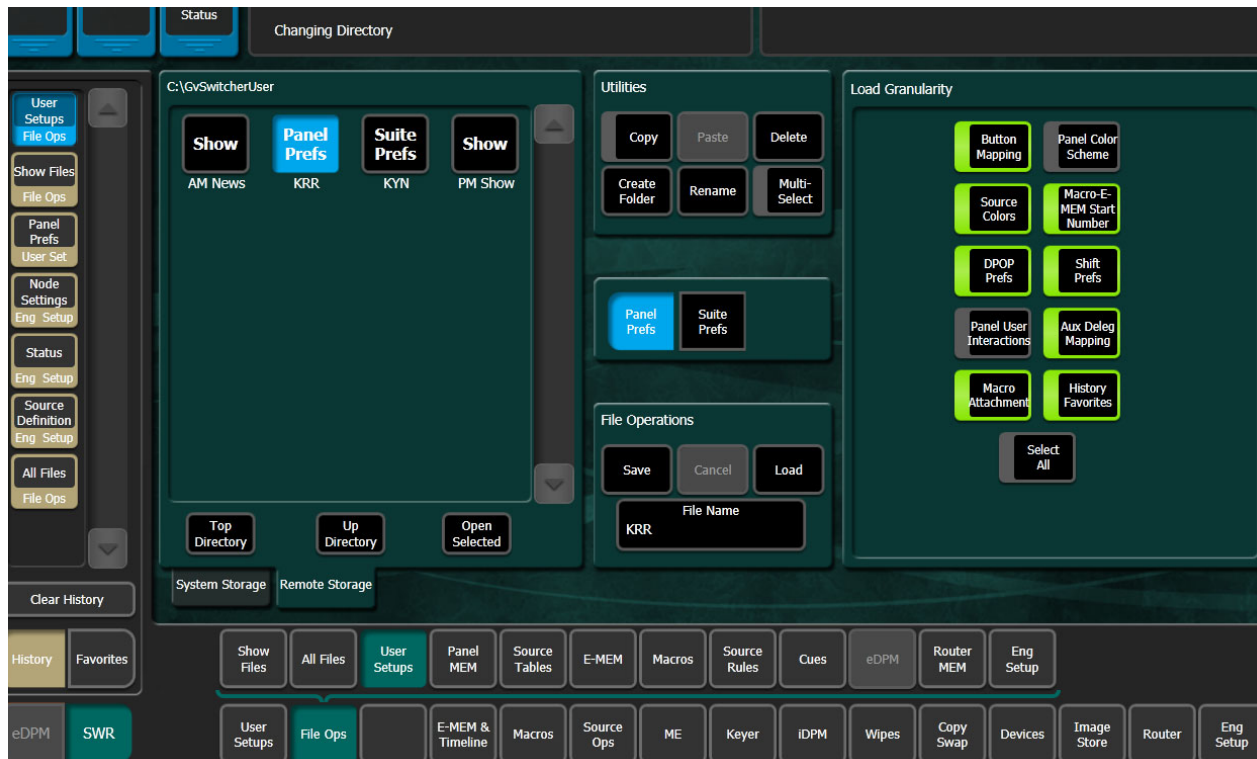 Status
Changing Directory
User
Setups
File Ops
Show Files
File Ops
Panel
Prefs
User Set
Node
Settings
Eng Setup
Status
Eng Setup
Source
Definition
Eng Setup
All Files
File Ops
Clear History
History
Favorites
eDPM
SWR
C:\GvSwitcherUser
Show
AM News
Panel
Prefs
KRR
Suite
Prefs
KYN
Show
PM Show
Top
Directory
Up
Directory
Open
Selected
System Storage
Remote Storage
Utilities
Copy
Paste
Delete
Create
Folder
Rename
Multi-
Select
Panel
Prefs
Suite
Prefs
File Operations
Save
Cancel
Load
File Name
KRR
Load Granularity
Button
Mapping
Panel Color
Scheme
Source
Colors
Macro-E-
MEM Start
Number
DPOP
Prefs
Shift
Prefs
Panel User
Interactions
Aux Deleg
Mapping
Macro
Attachment
History
Favorites
Select
All
Show
Files
All Files
User
Setups
Panel
MEM
Source
Tables
E-MEM
Macros
Source
Rules
Cues
eDPM
Router
MEM
Eng
Setup
User
Setups
File Ops
E-MEM &
Timeline
Macros
Source
Ops
ME
Keyer
iDPM
Wipes
Copy
Swap
Devices
Image
Store
Router
Eng
Setup